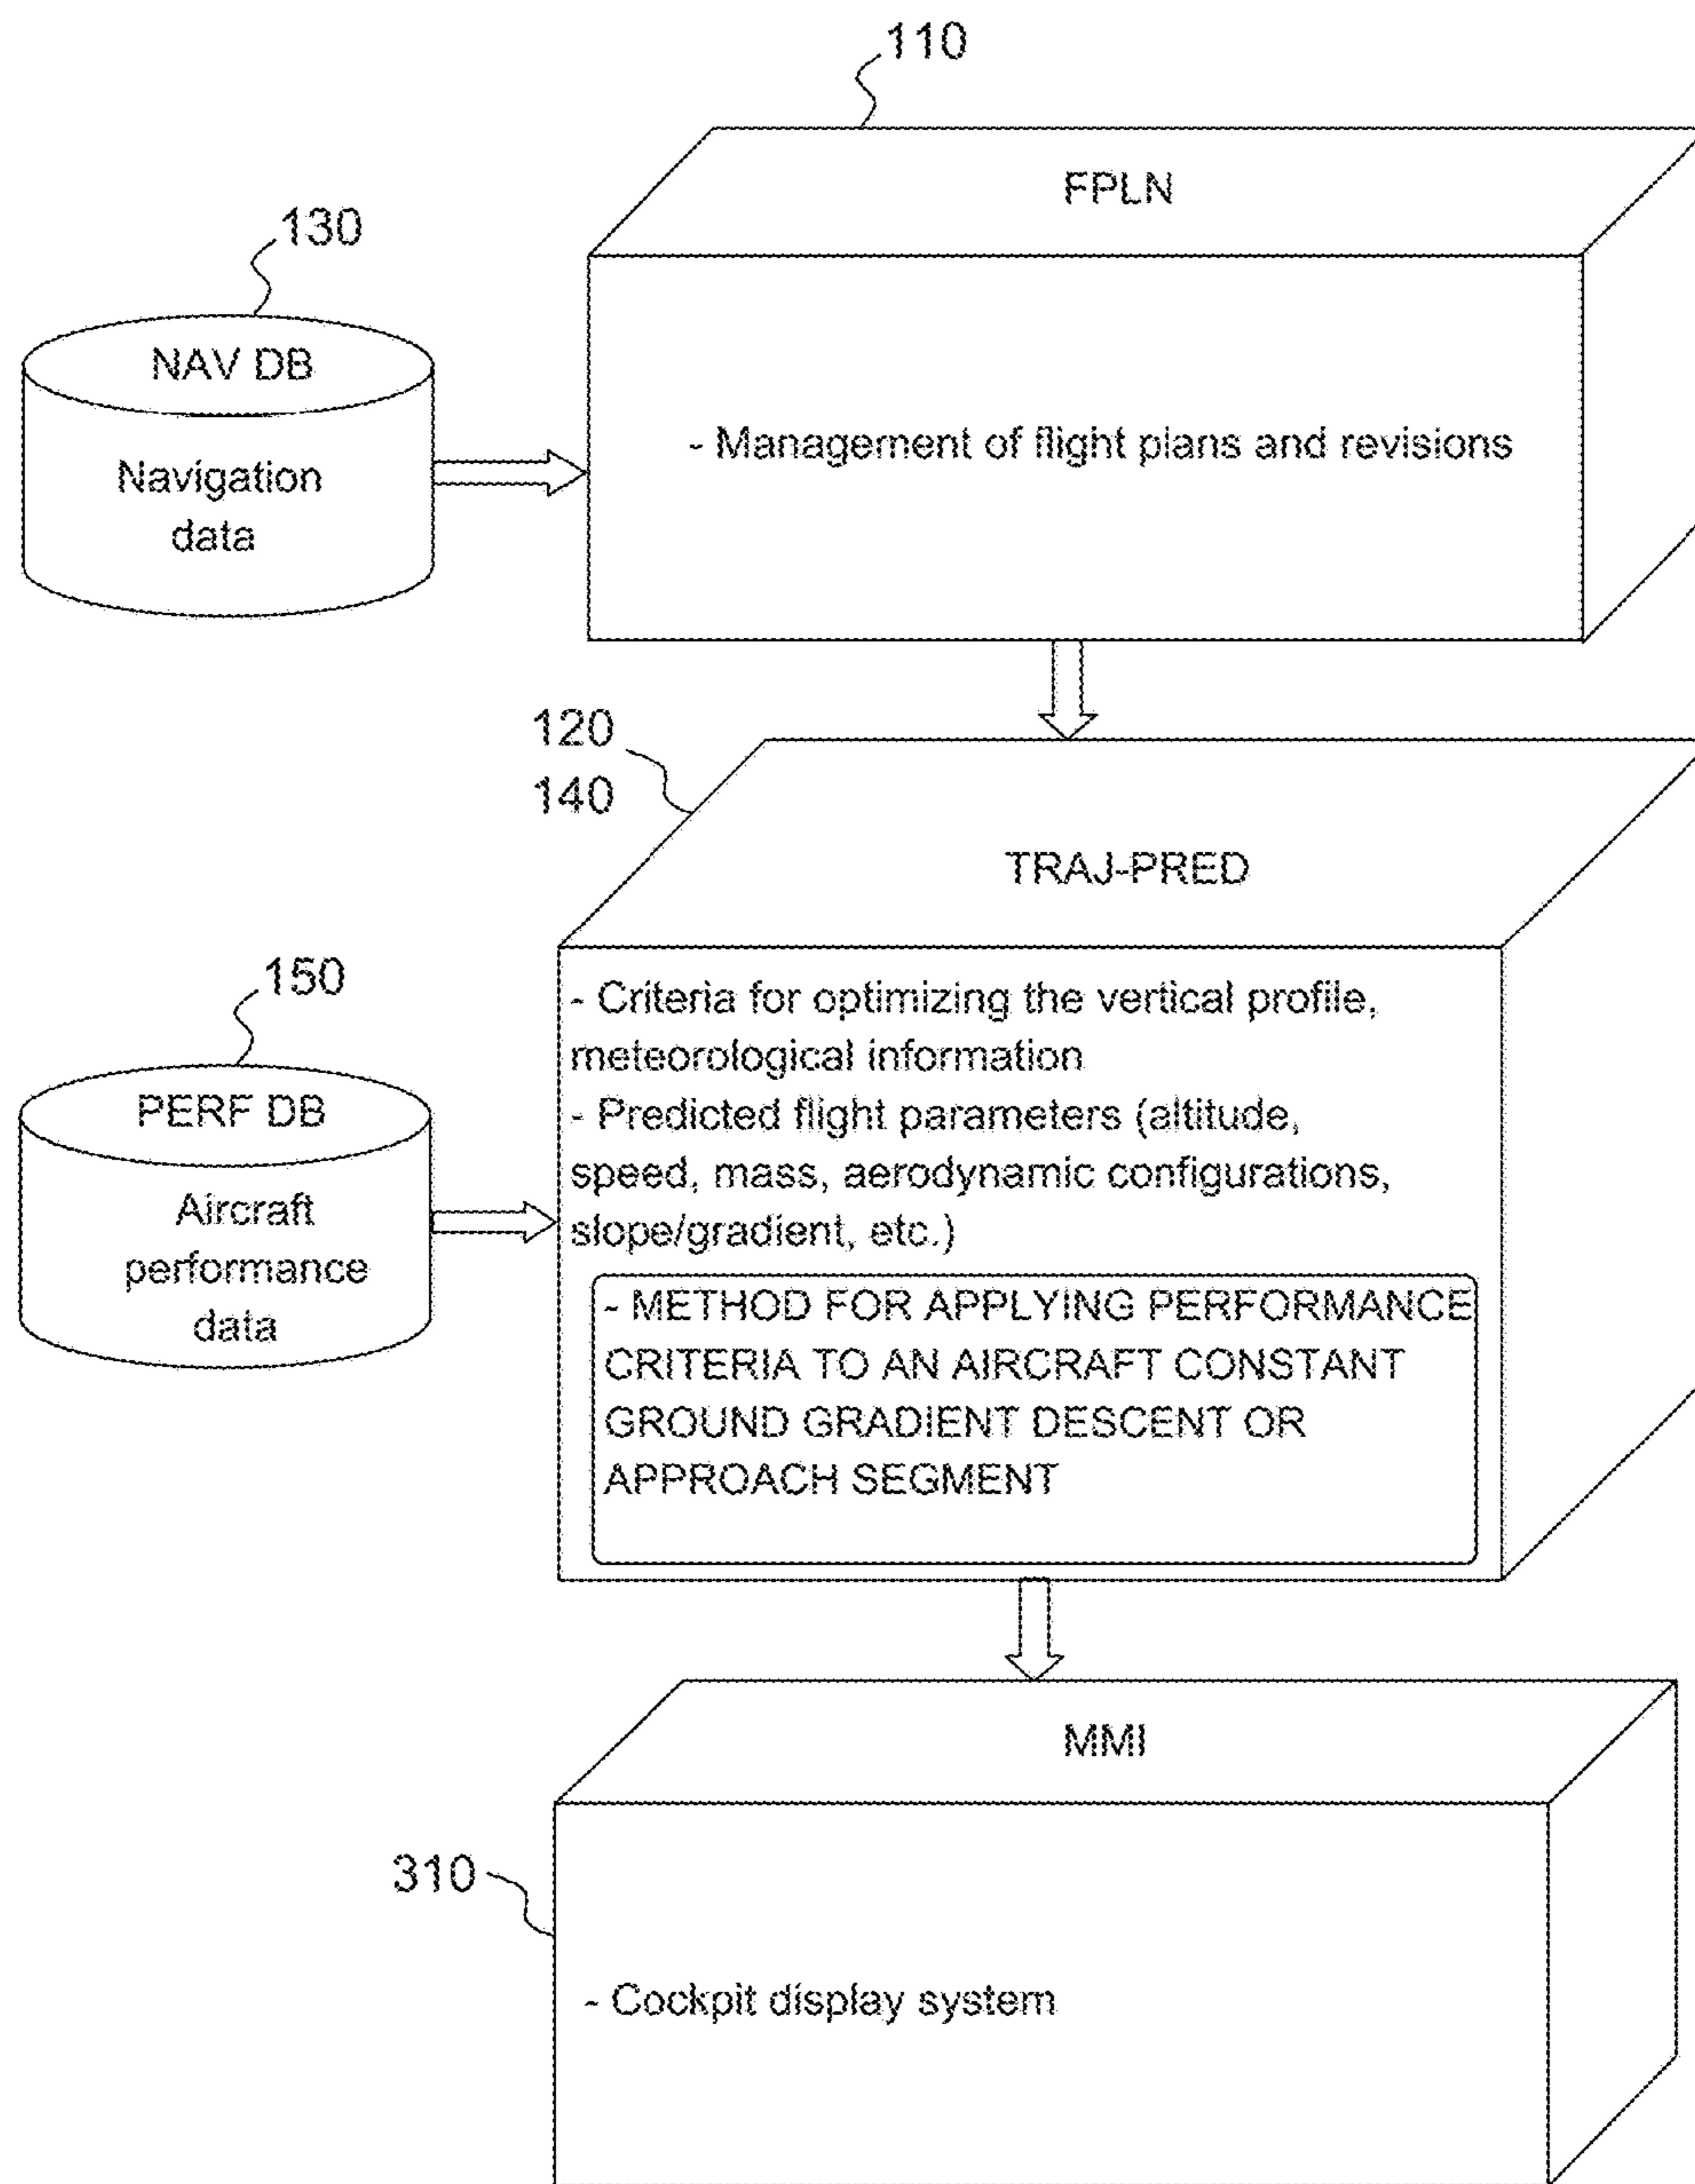 110
FPLN
130
NAV DB
Navigation
data
- Management of flight plans and revisions
120
140
TRAJ-PRED
150
PERF DB
Aircraft
performance
data
- Criteria for optimizing the vertical profile,
meteorological information
- Predicted flight parameters (altitude,
speed, mass, aerodynamic configurations,
slope/gradient, etc.)
- METHOD FOR APPLYING PERFORMANCE
CRITERIA TO AN AIRCRAFT CONSTANT
GROUND GRADIENT DESCENT OR
APPROACH SEGMENT
MMI
310
- Cockpit display system